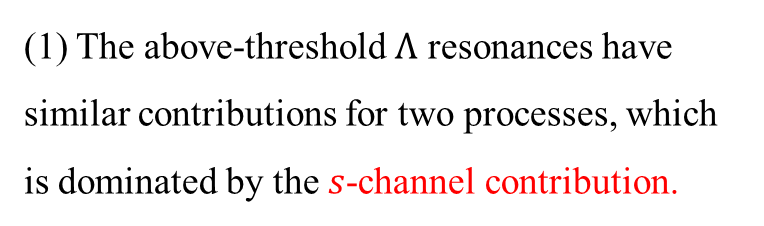 (1) The above-threshold Λ resonances have
similar contributions for two processes, which
is dominated by the s-channel contribution.